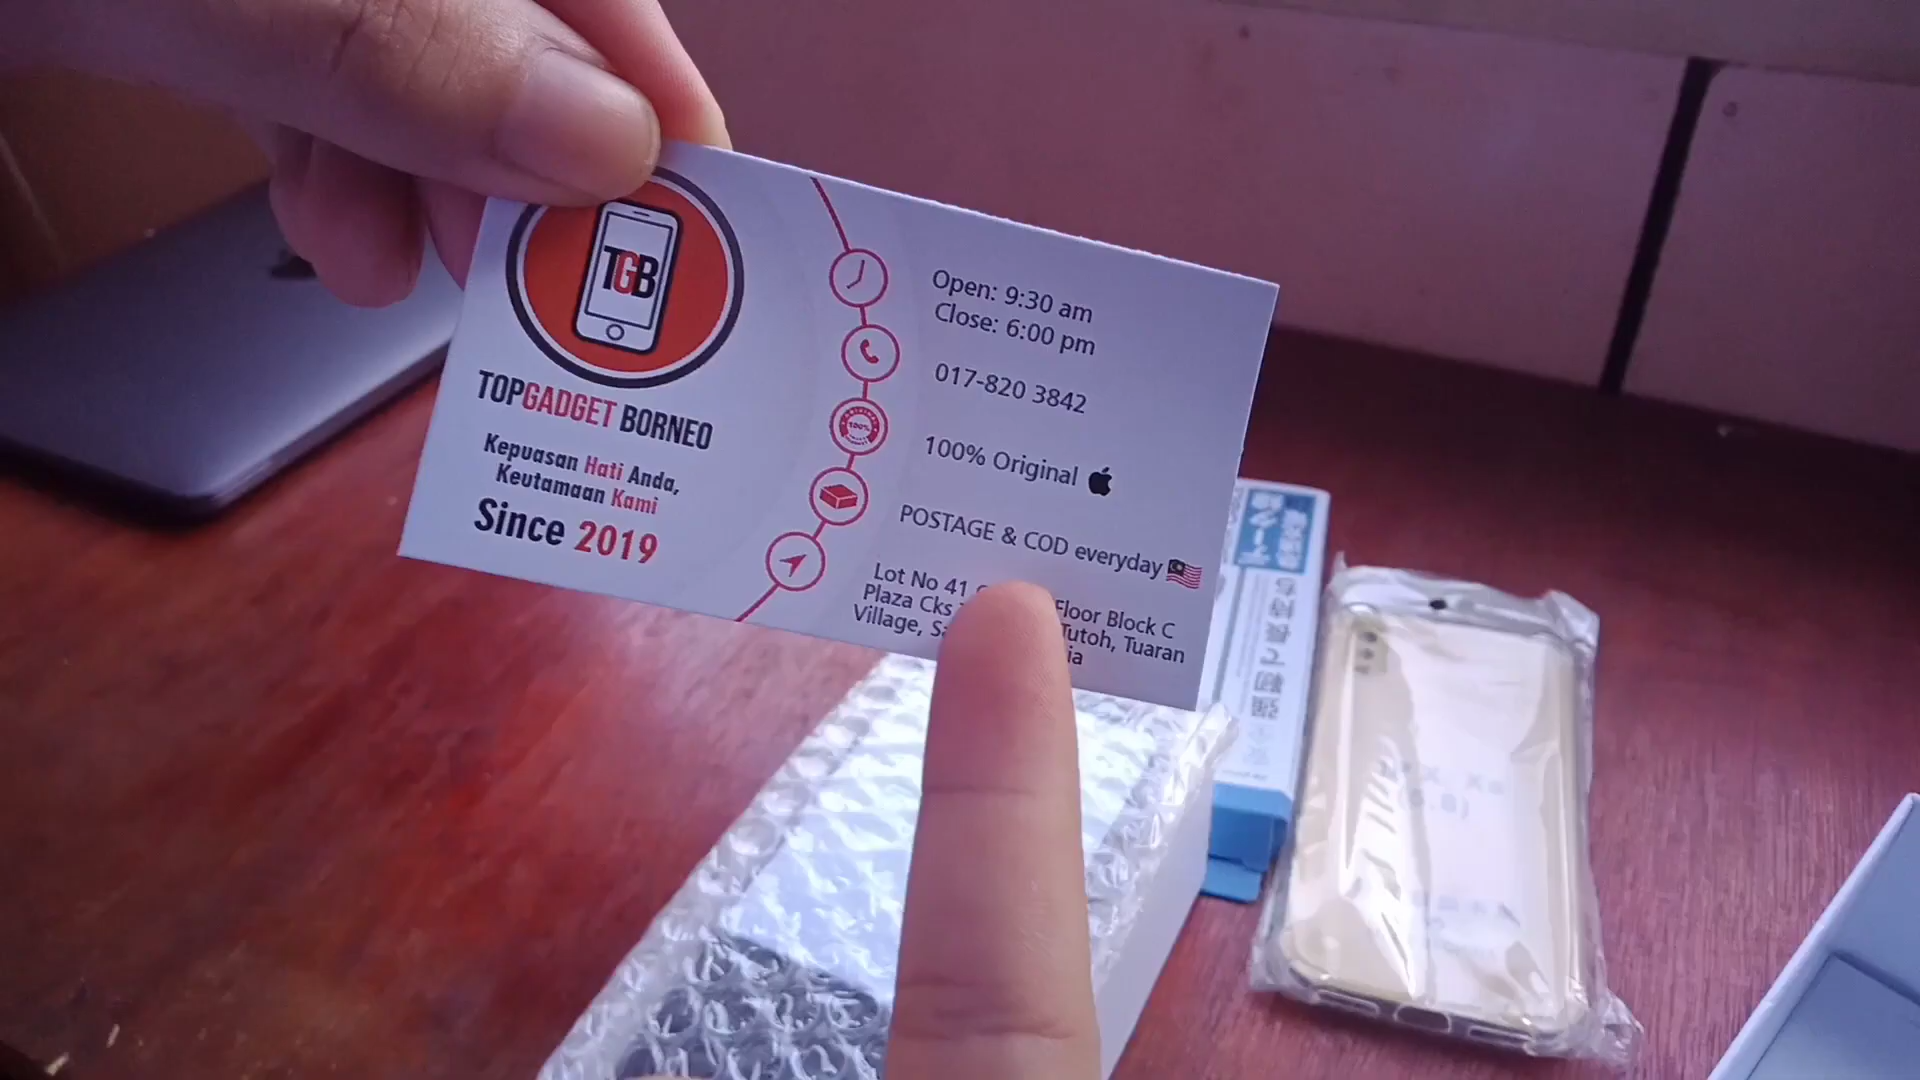 TGB
TOPGADGET BORNEO
Kepuasan Hati Anda,
Keutamaan Kami
Since 2019
Open: 9:30 am
Close: 6:00 pm
017-820 3842
100%
100% Original
POSTAGE & COD everyday
Lot No 41 Floor Block C
Plaza Cks Tutoh, Tuaran
Village,